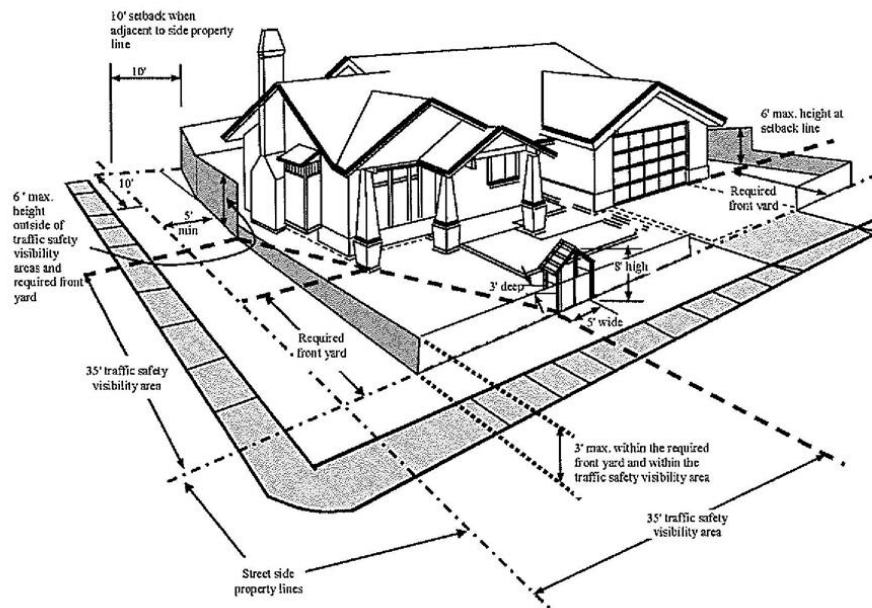 10' setback when
adjacent to side property
line
10'
6' max. height at
setback line
Required
front yard
10'
6 ' max.
height
outside of
traffic safety
visibility
areas and
required front
yard
5'
min
8' high
3' deep
5' wide
Required
front yard
35' traffic safety
visibility area
3' max. within the required
front yard and within the
traffic safety visibility area
35' traffic safety
visibility area
Street side
property lines